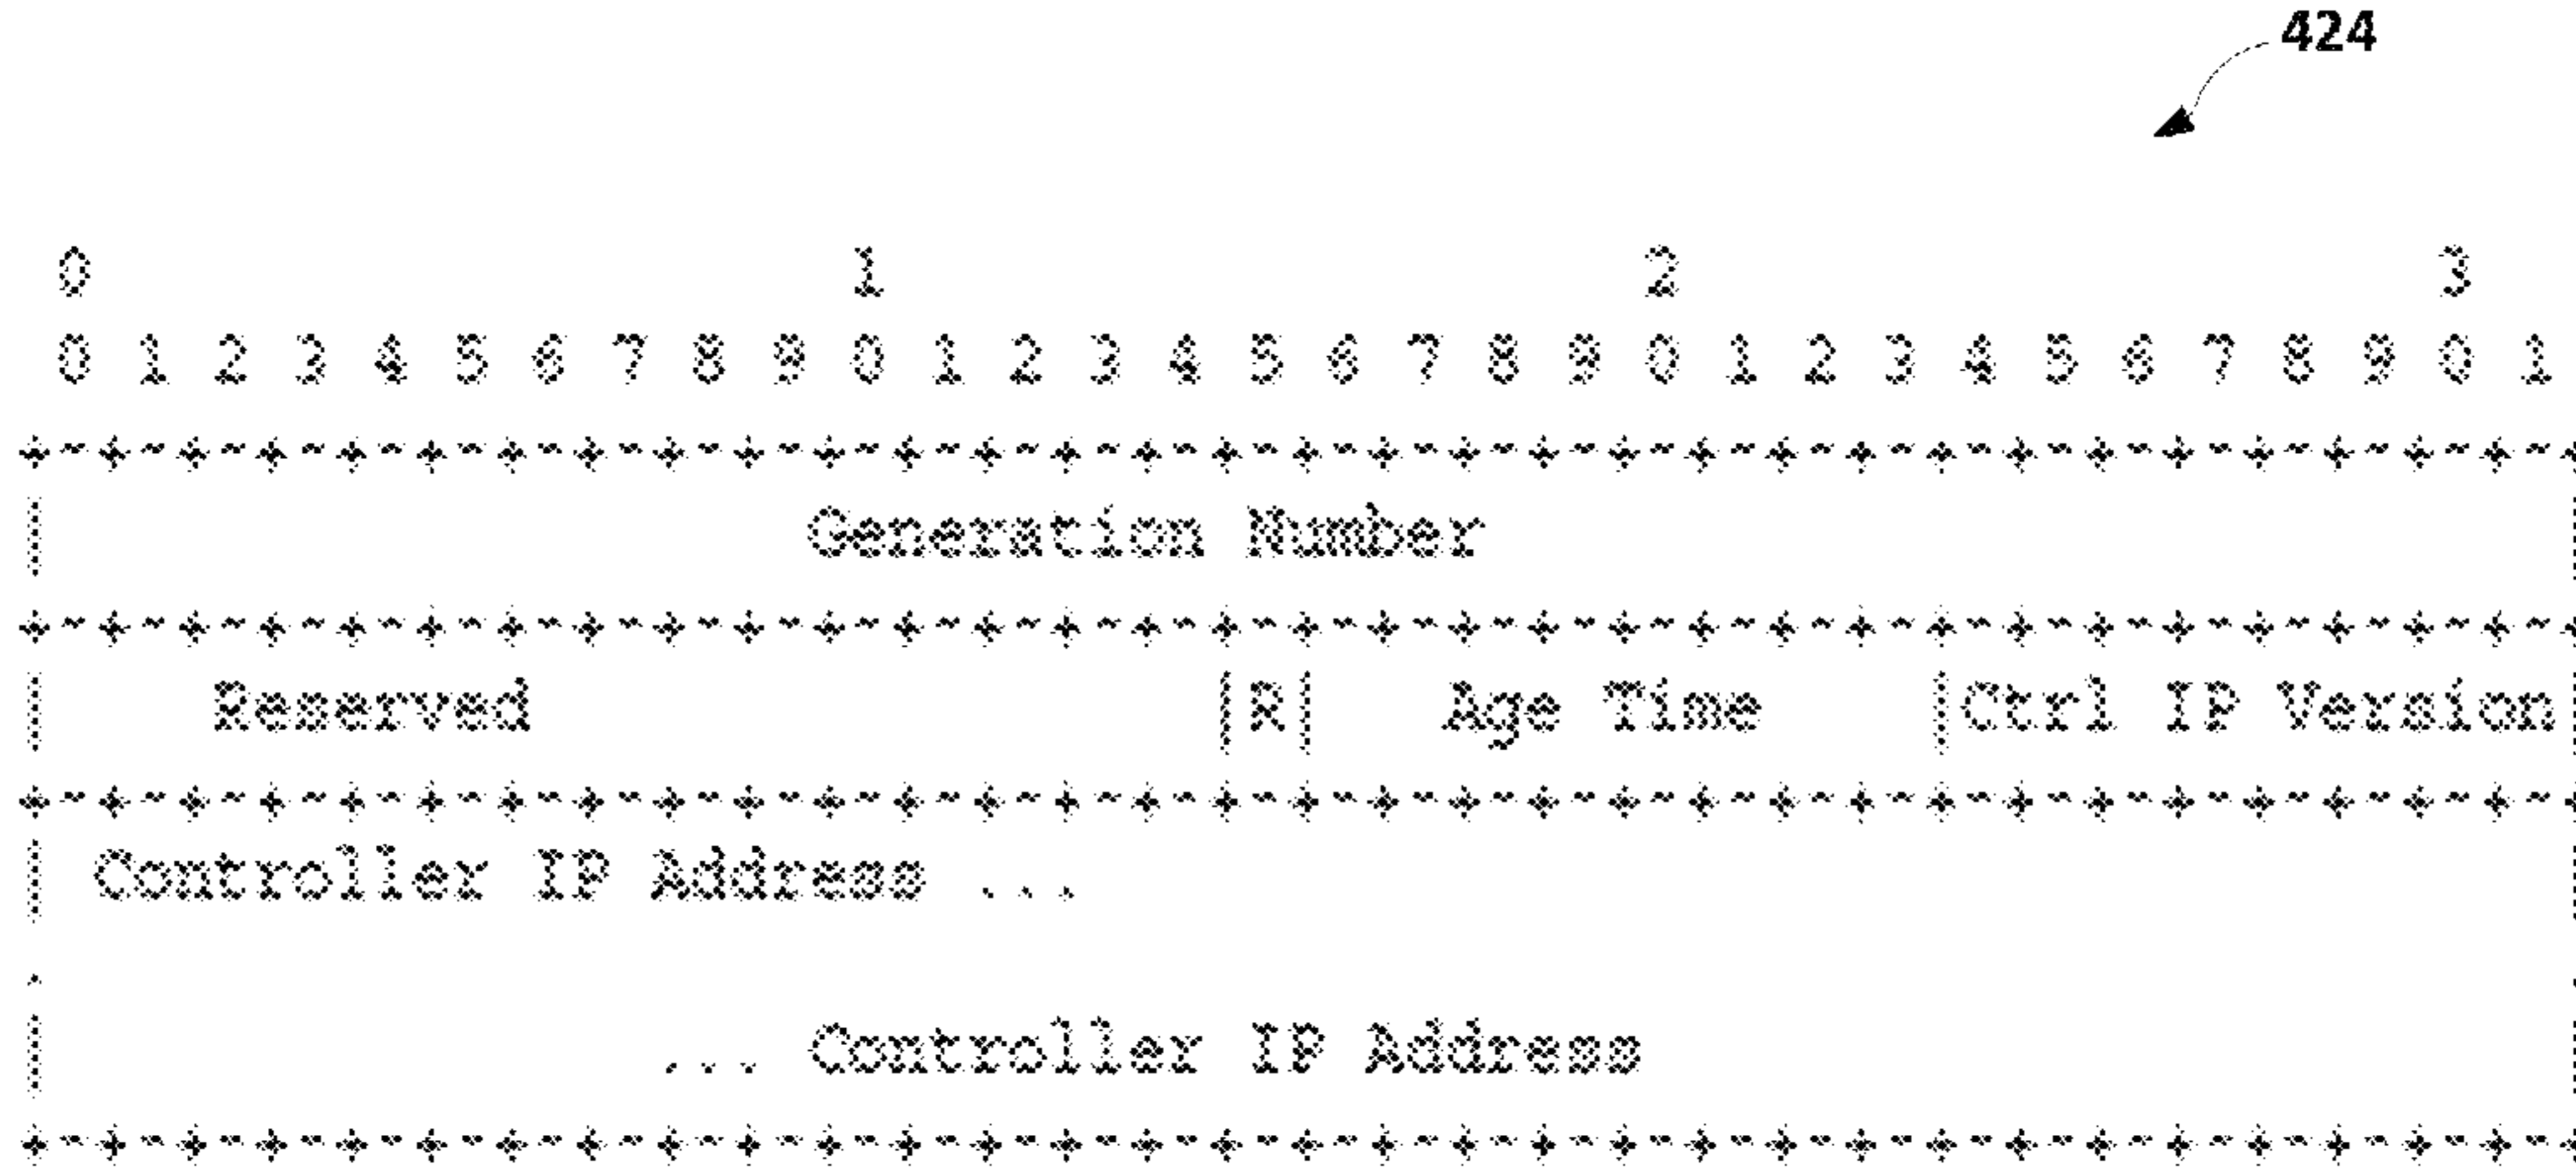 424
0 1 2 3
0 1 2 3 4 5 6 7 8 9 0 1 2 3 4 5 6 7 8 9 0 1 2 3 4 5 6 7 8 9 0 1
+-+-+-+-+-+-+-+-+-+-+-+-+-+-+-+-+-+-+-+-+-+-+-+-+-+-+-+-+-+-+-+-+
| Generation Number |
+-+-+-+-+-+-+-+-+-+-+-+-+-+-+-+-+-+-+-+-+-+-+-+-+-+-+-+-+-+-+-+-+
| Reserved |R| Age Time |Ctrl IP Version|
+-+-+-+-+-+-+-+-+-+-+-+-+-+-+-+-+-+-+-+-+-+-+-+-+-+-+-+-+-+-+-+-+
| Controller IP Address ... |
.
| ... Controller IP Address |
+-+-+-+-+-+-+-+-+-+-+-+-+-+-+-+-+-+-+-+-+-+-+-+-+-+-+-+-+-+-+-+-+